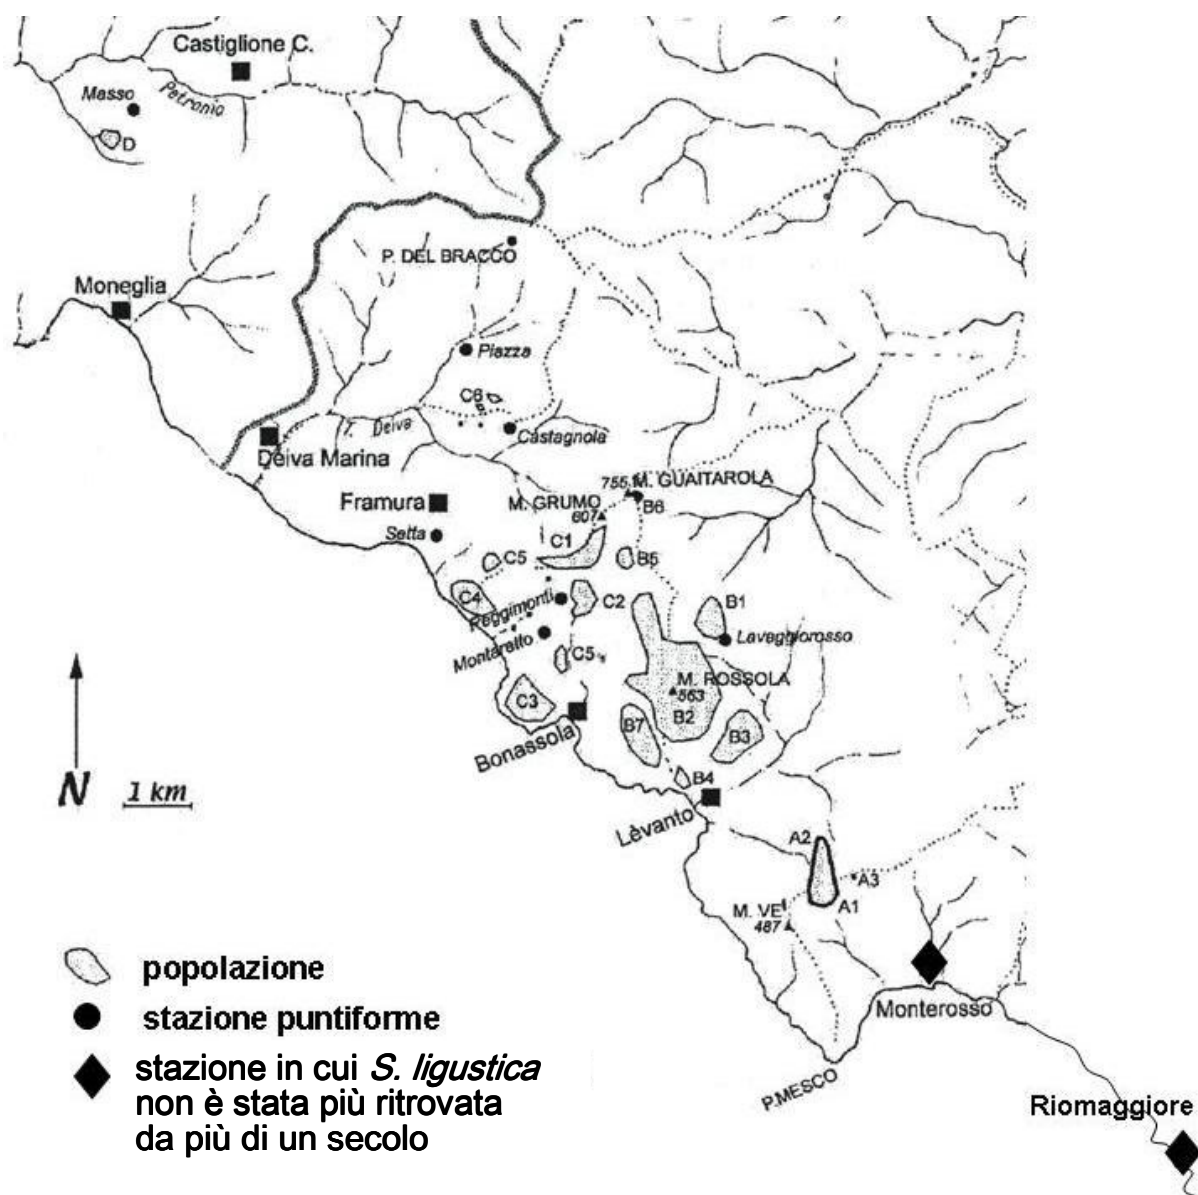 Castiglione C.
Masso
Petronio
D
P. DEL BRACCO
Moneglia
Piazza
C6
T. Deiva
Castagnola
Deiva Marina
755 M. GUAITAROLA
Framura
M. GRUMO
607
B6
Setta
C1
C5
B5
C4
Reggimonti
C2
B1
Lavaggiorosso
Montaretto
C5
M. ROSSOLA
563
C3
B7
B2
B3
Bonassola
B4
N
1 km
Lèvanto
A2
A3
A1
M. VE
487
popolazione
stazione puntiforme
Monterosso
stazione in cui S. ligustica
non è stata più ritrovata
da più di un secolo
P.MESCO
Riomaggiore